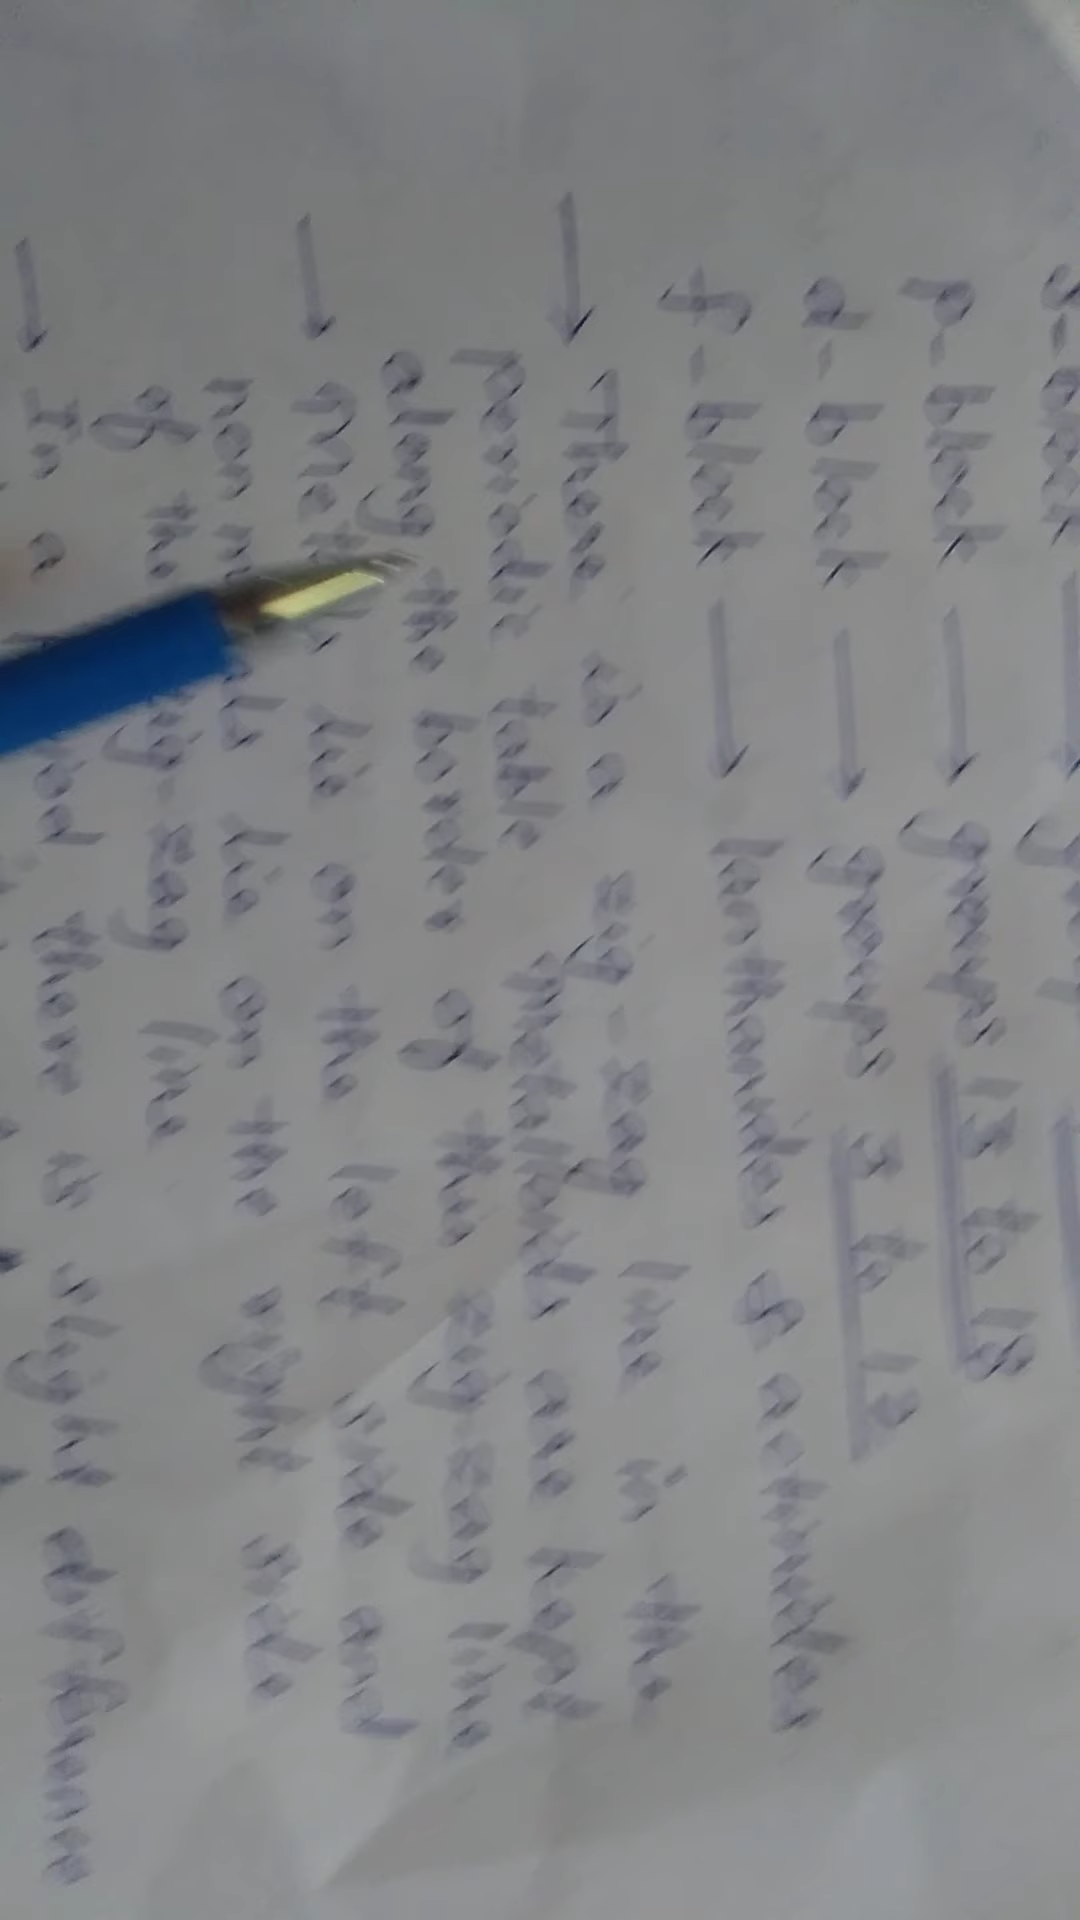 s-block →
p-block → groups 13 to 18
d-block → groups 3 to 12
f-block → lanthanides & actinides
→ There is a zig-zag line in the
periodic table metalloids are kept
along the border of this zig-zag line
→ Metals lie on the left side and
non metals lie on the right side
of the zig-zag line
→ In a there is slight difference